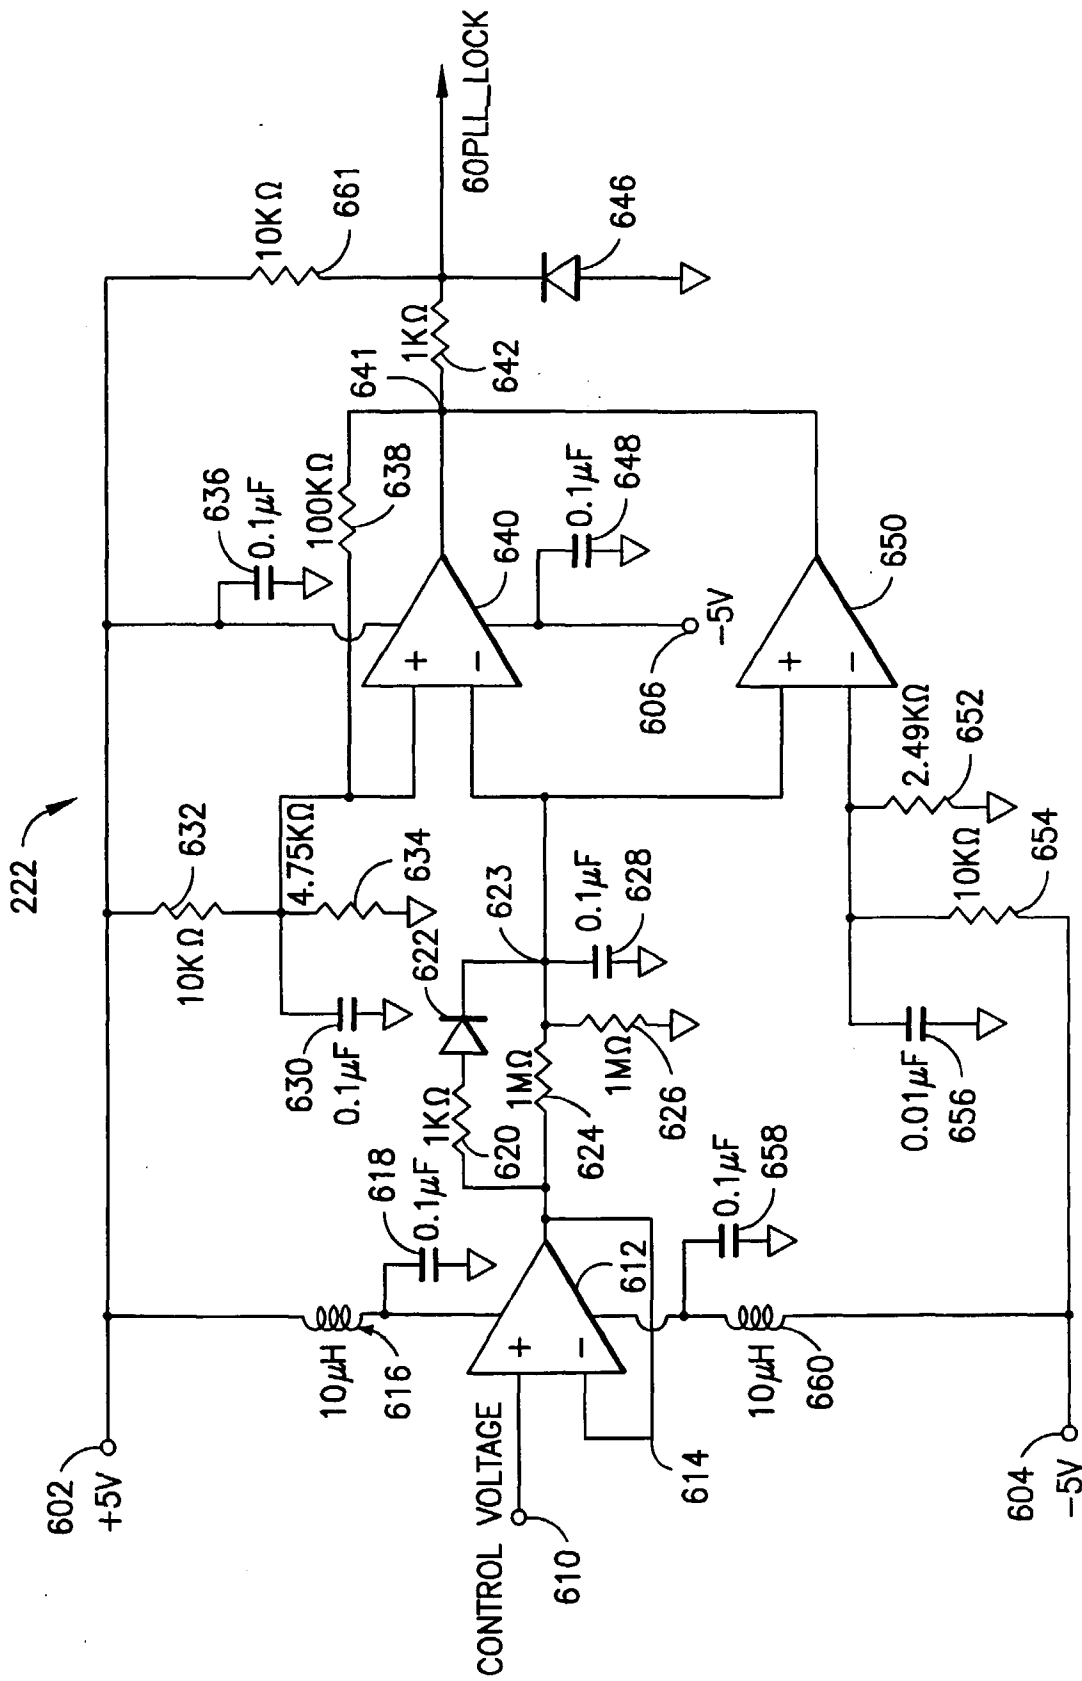 222
602
+5V
10KΩ
632
4.75KΩ
634
630
0.1µF
636
0.1µF
100KΩ
638
641
10KΩ
661
60PLL_LOCK
1KΩ
642
646
640
+
−
0.1µF
648
606
−5V
622
623
1KΩ
620
1MΩ
624
1MΩ
626
0.1µF
628
618
0.1µF
10µH
616
CONTROL VOLTAGE
610
+
−
612
614
0.1µF
658
10µH
660
650
+
−
2.49KΩ
652
10KΩ
654
0.01µF
656
604
−5V